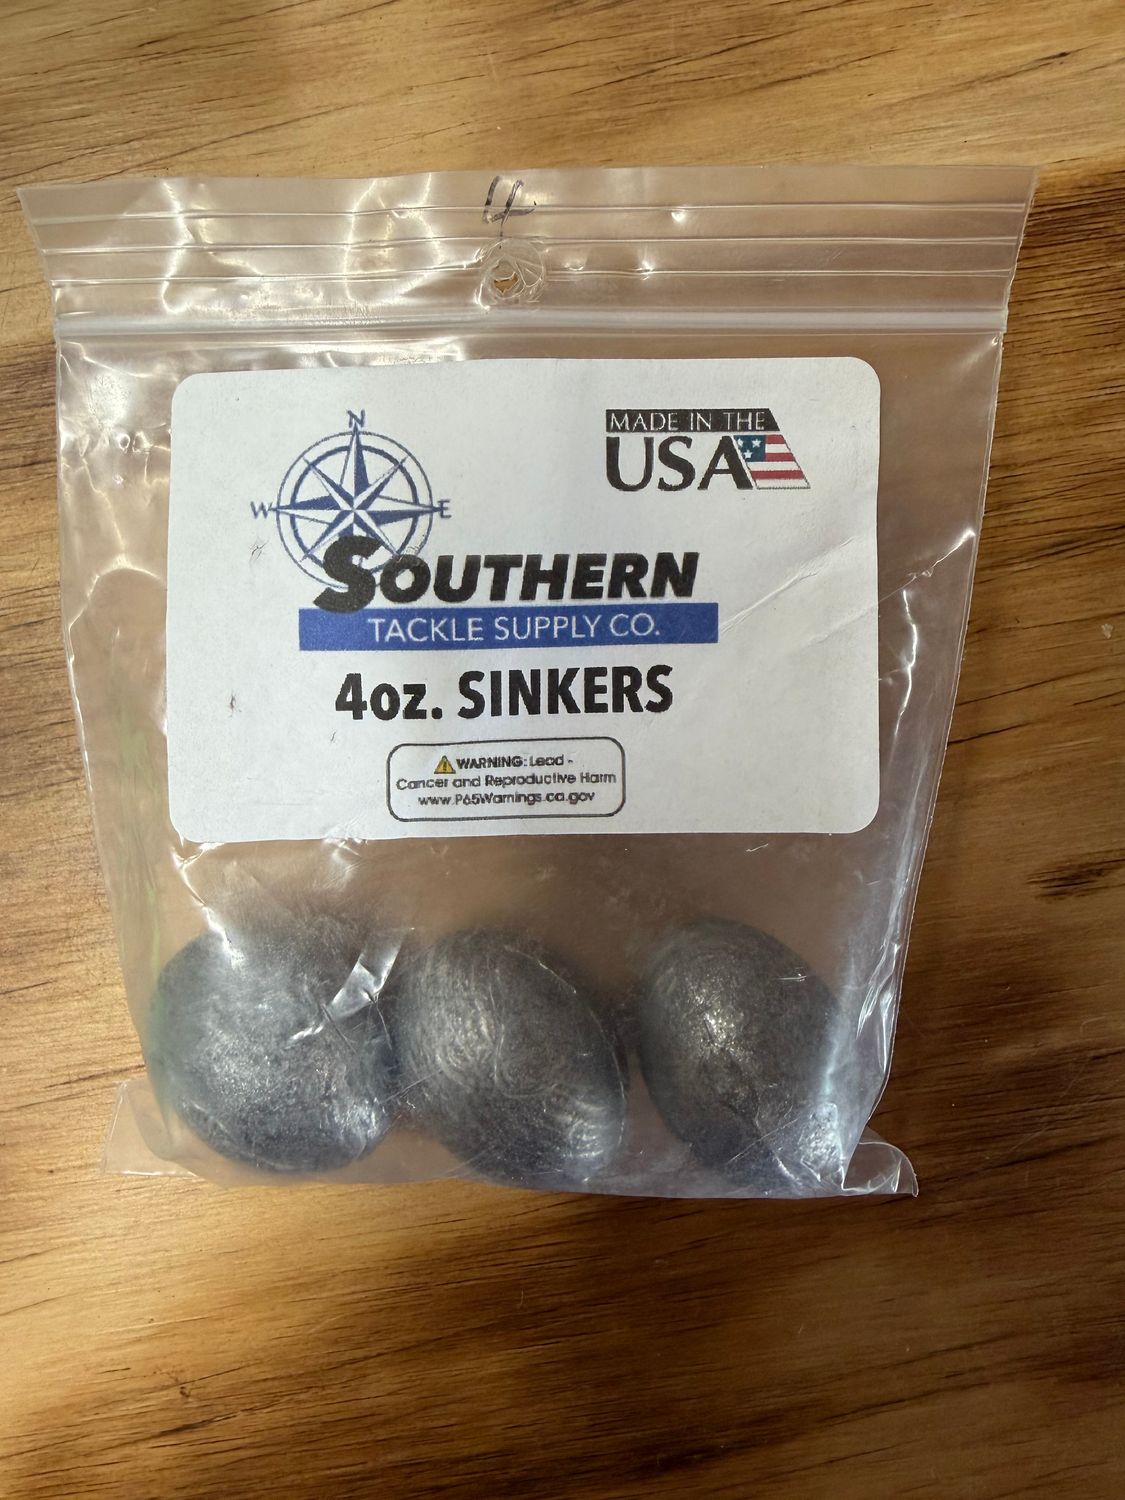 4
N
W E
MADE IN THE
USA
SOUTHERN
TACKLE SUPPLY CO.
4oz. SINKERS
WARNING: Lead -
Cancer and Reproductive Harm
www.P65Warnings.ca.gov